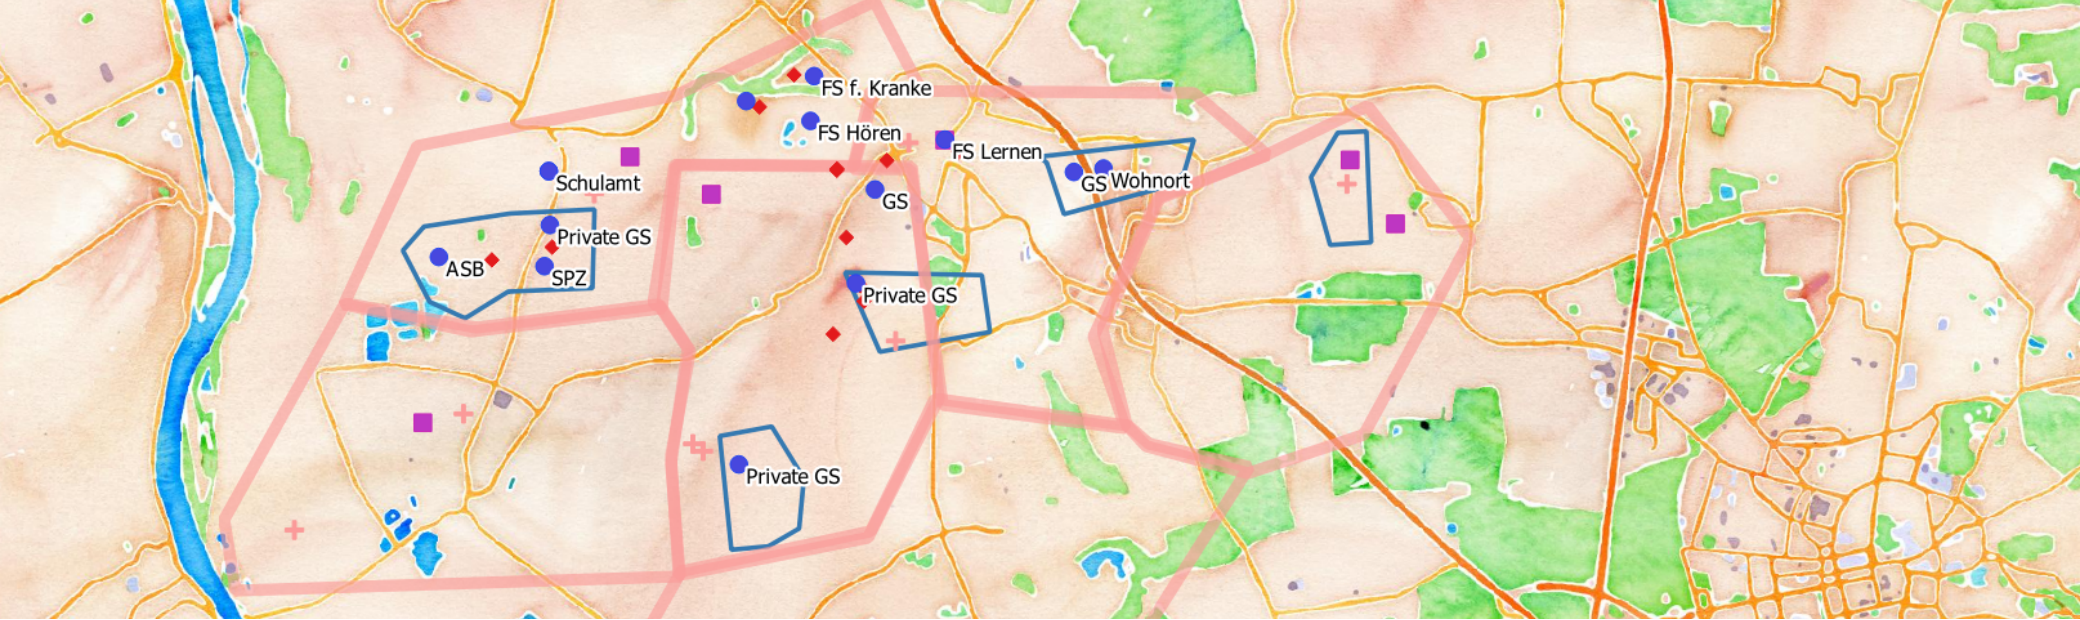 FS f. Kranke
FS Hören
FS Lernen
Schulamt
GS Wohnort
GS
Private GS
ASB
SPZ
Private GS
Private GS